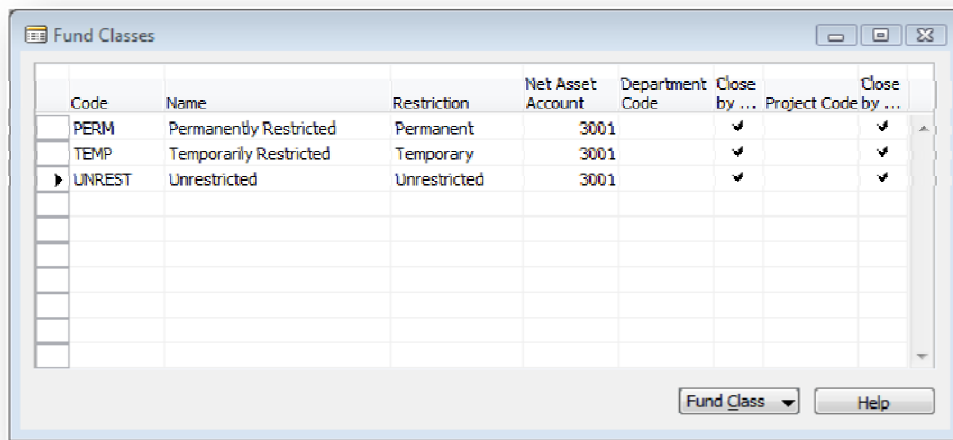 Fund Classes
Net Asset Department Close Close
Code Name Restriction Account Code by ... Project Code by ...
PERM Permanently Restricted Permanent 3001
TEMP Temporarily Restricted Temporary 3001
UNREST Unrestricted Unrestricted 3001
Fund Class Help